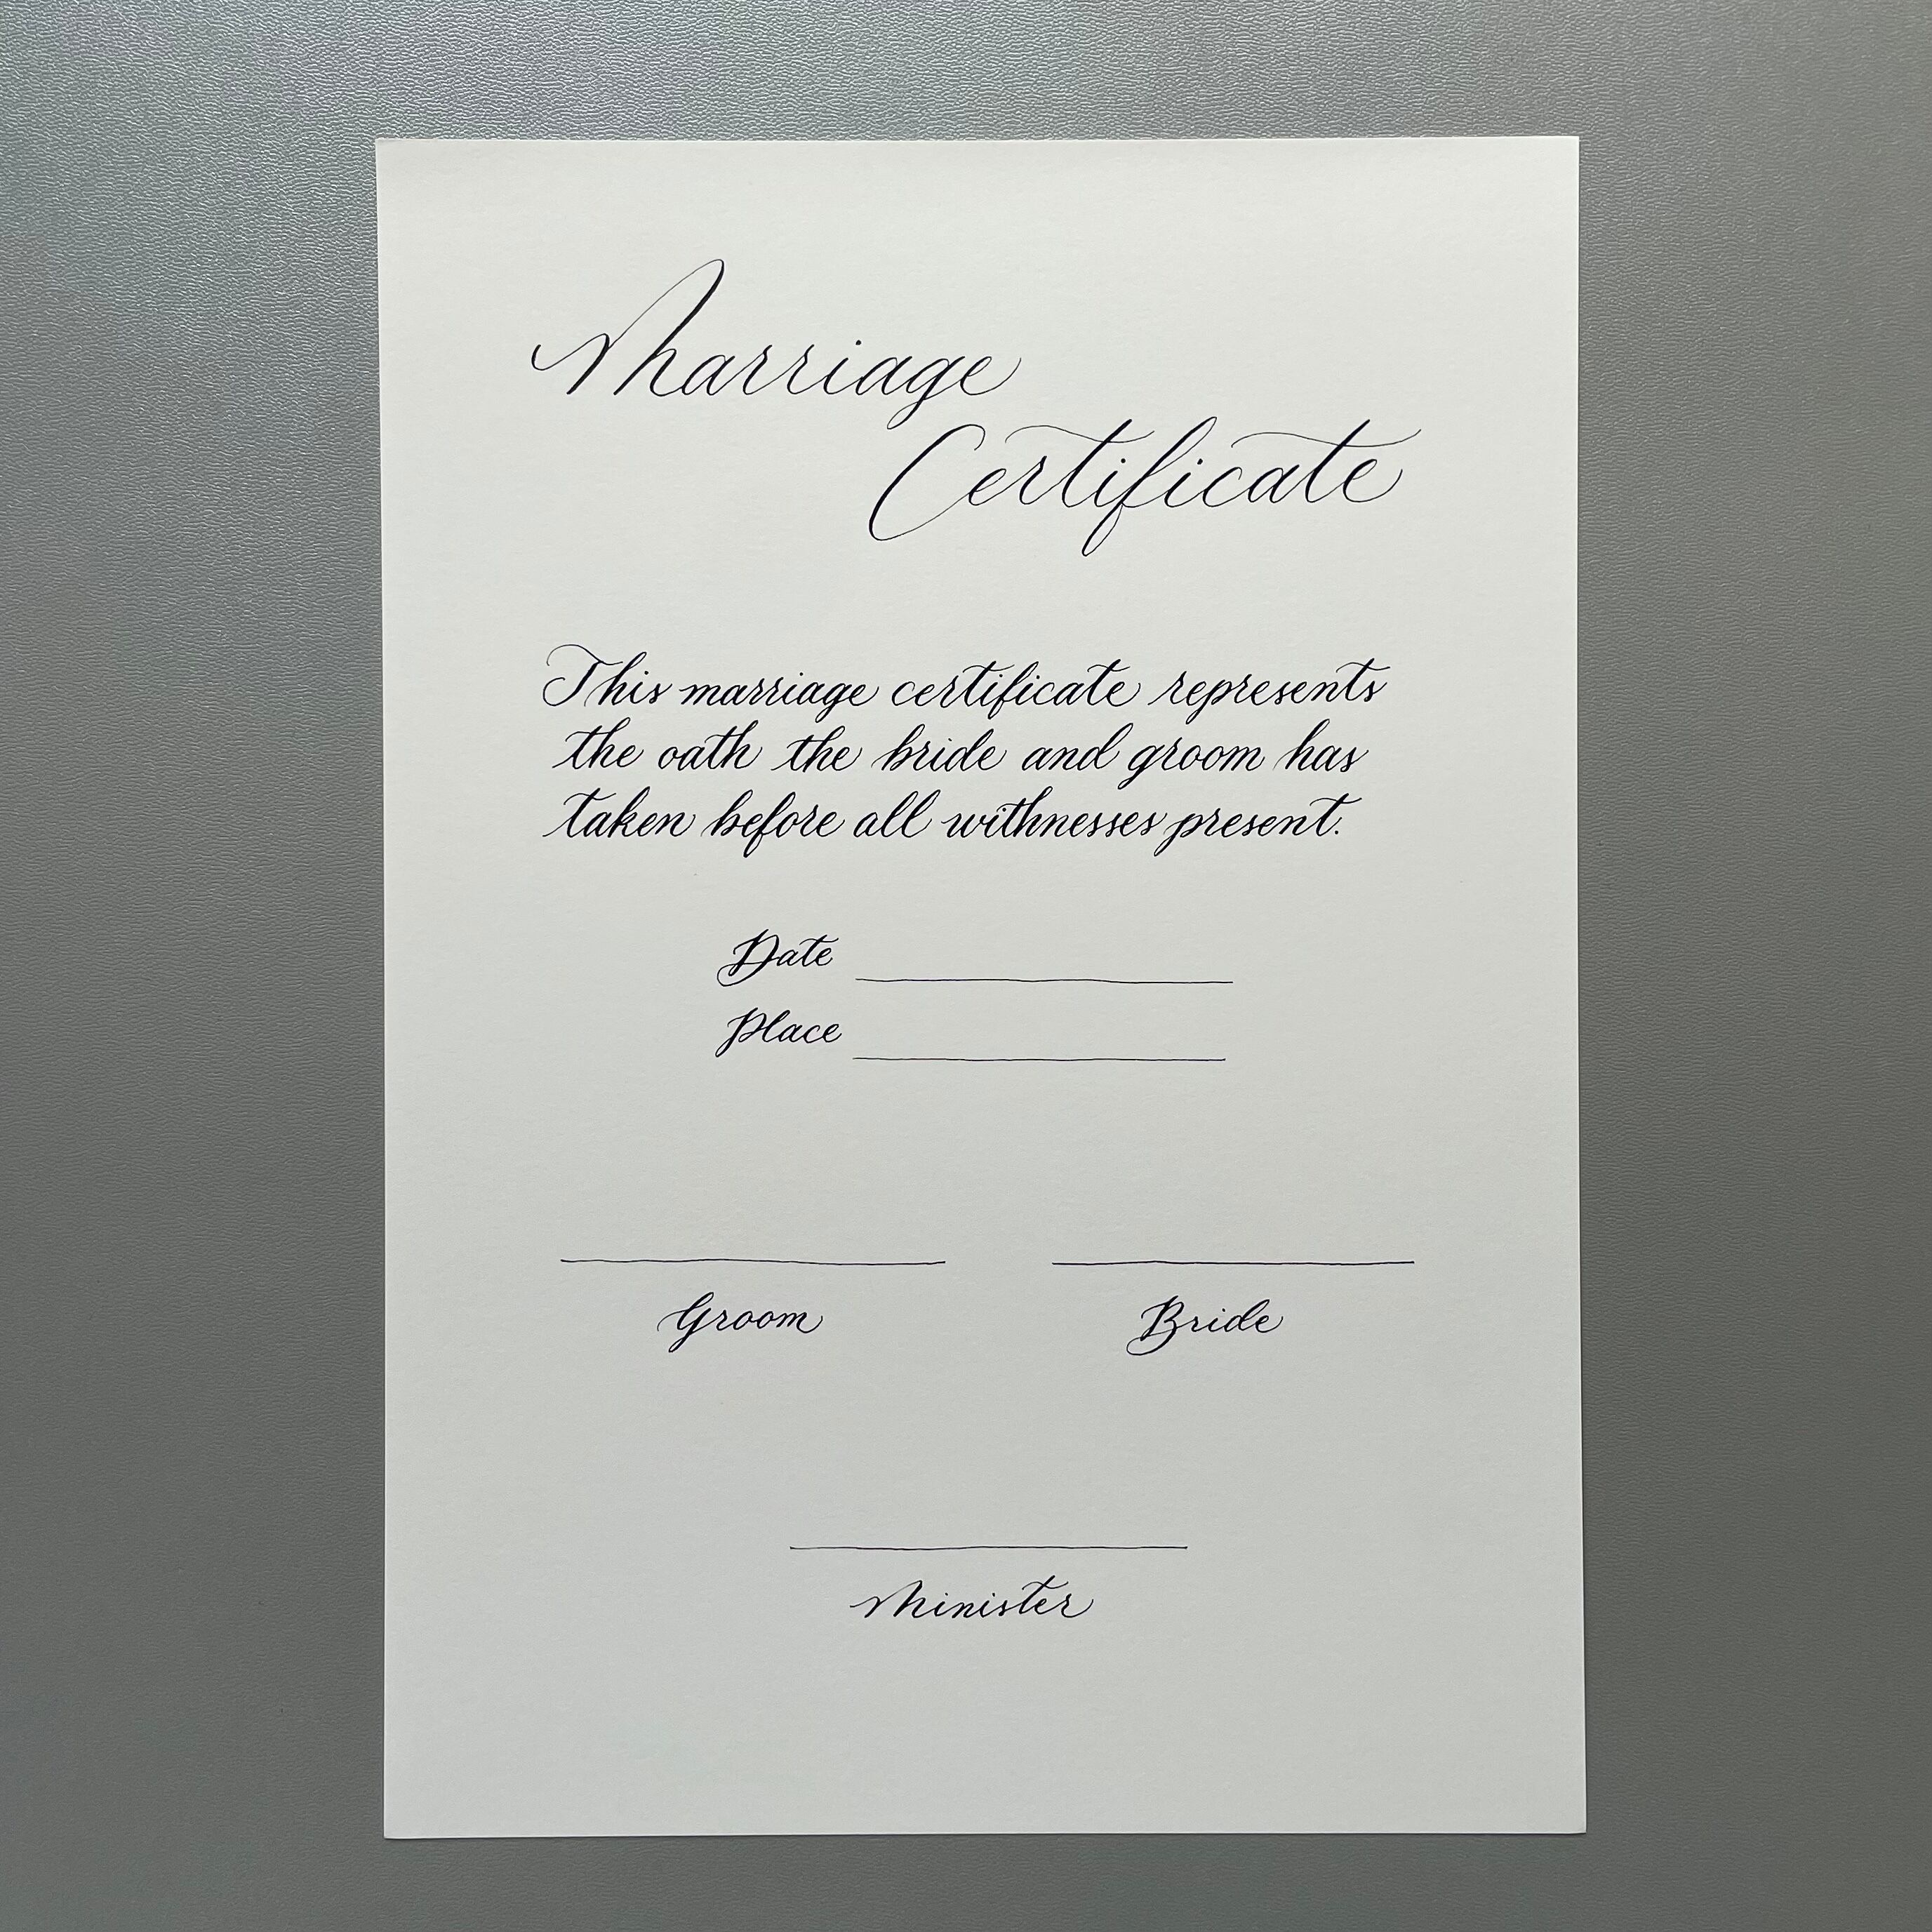 Marriage
Certificate
This marriage certificate represents
the oath the bride and groom has
taken before all withnesses present.
Date
Place
Groom
Bride
Minister